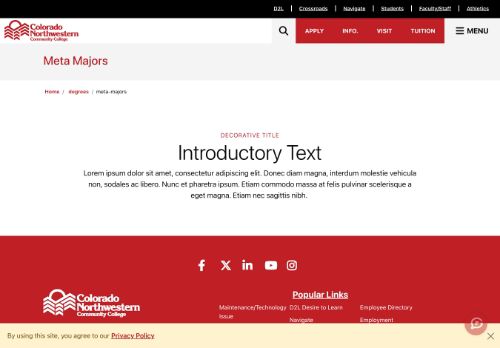 D2L Crossroads Navigate Students Faculty/Staff Athletics
Colorado
Northwestern
Community College
APPLY INFO. VISIT TUITION MENU
Meta Majors
Home / degrees / meta-majors
DECORATIVE TITLE
Introductory Text
Lorem ipsum dolor sit amet, consectetur adipiscing elit. Donec diam magna, interdum molestie vehicula
non, sodales ac libero. Nunc et pharetra ipsum. Etiam commodo massa at felis pulvinar scelerisque a
eget magna. Etiam nec sagittis nibh.
Colorado
Northwestern
Community College
Popular Links
Maintenance/Technology
Issue
D2L Desire to Learn
Navigate
Employee Directory
Employment
By using this site, you agree to our Privacy Policy